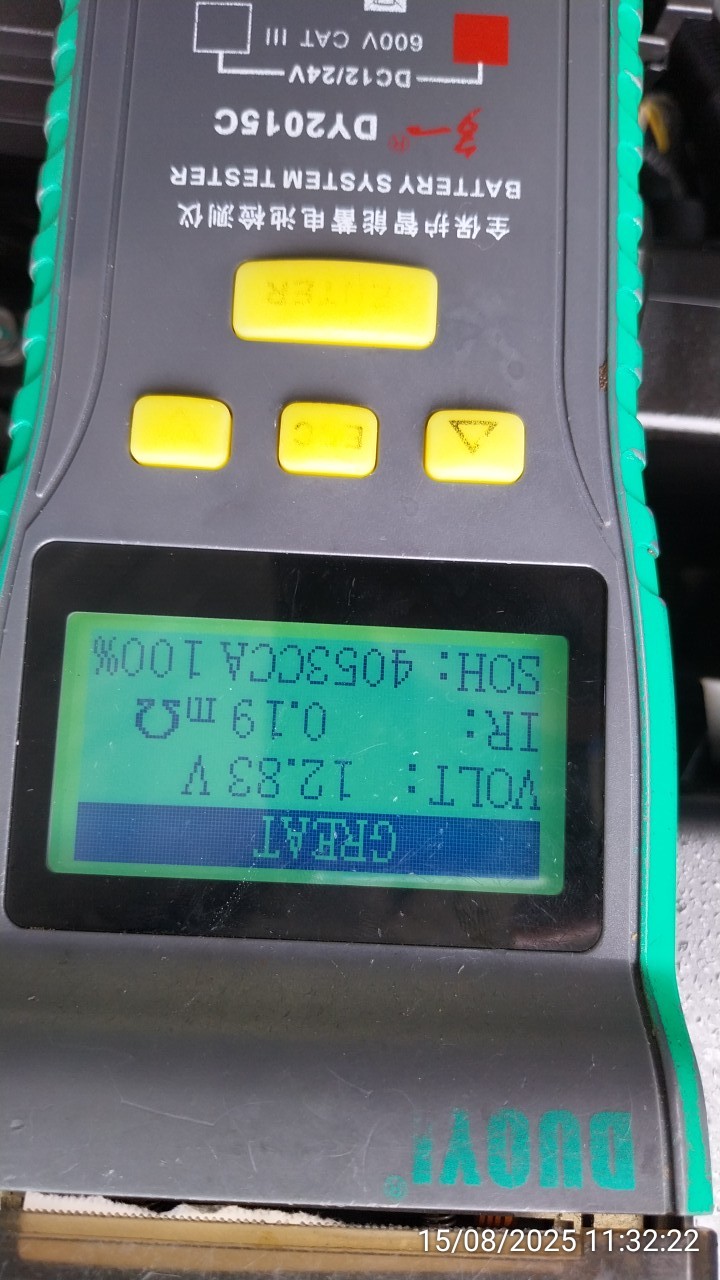 DUOYI®
GREAT
VOLT: 12.83 V
IR: 0.19 mΩ
SOH: 4053CCA 100%
ESC
ENTER
全保护智能蓄电池检测仪
BATTERY SYSTEM TESTER
多一® DY2015C
DC12/24V
600V CAT III
15/08/2025 11:32:22